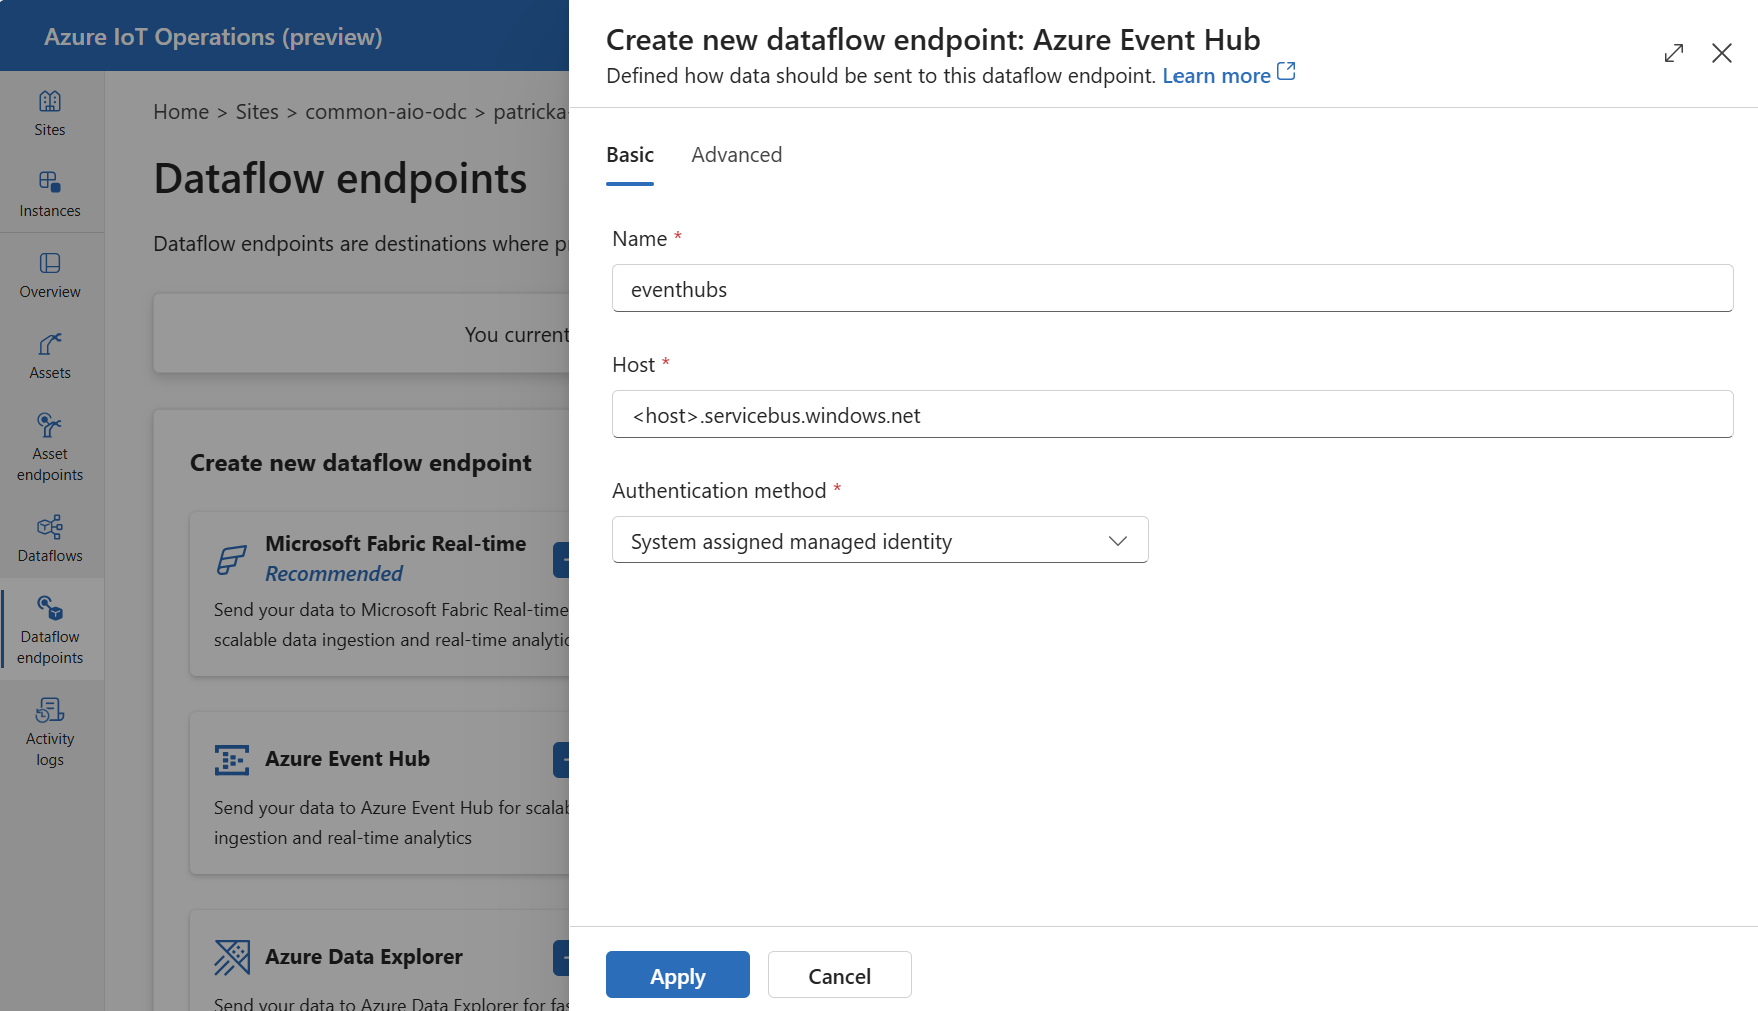 Azure IoT Operations (preview)
Sites
Instances
Overview
Assets
Asset
endpoints
Dataflows
Dataflow
endpoints
Activity
logs
Home > Sites > common-aio-odc > patricka
Dataflow endpoints
Dataflow endpoints are destinations where
You current
Create new dataflow endpoint
Microsoft Fabric Real-time
Recommended
Send your data to Microsoft Fabric Real-time
scalable data ingestion and real-time
Azure Event Hub
Send your data to Azure Event Hub for
ingestion and real-time analytics
Azure Data Explorer
Send your data to Azure Data Explorer for
Create new dataflow endpoint: Azure Event Hub
Defined how data should be sent to this dataflow endpoint. Learn more
Basic Advanced
Name *
eventhubs
Host *
<host>.servicebus.windows.net
Authentication method *
System assigned managed identity
Apply Cancel